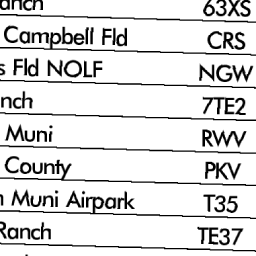 anch 63XS
Campbell Fld CRS
s Fld NOLF NGW
nch 7TE2
Muni RWV
County PKV
Muni Airpark T35
Ranch TE37